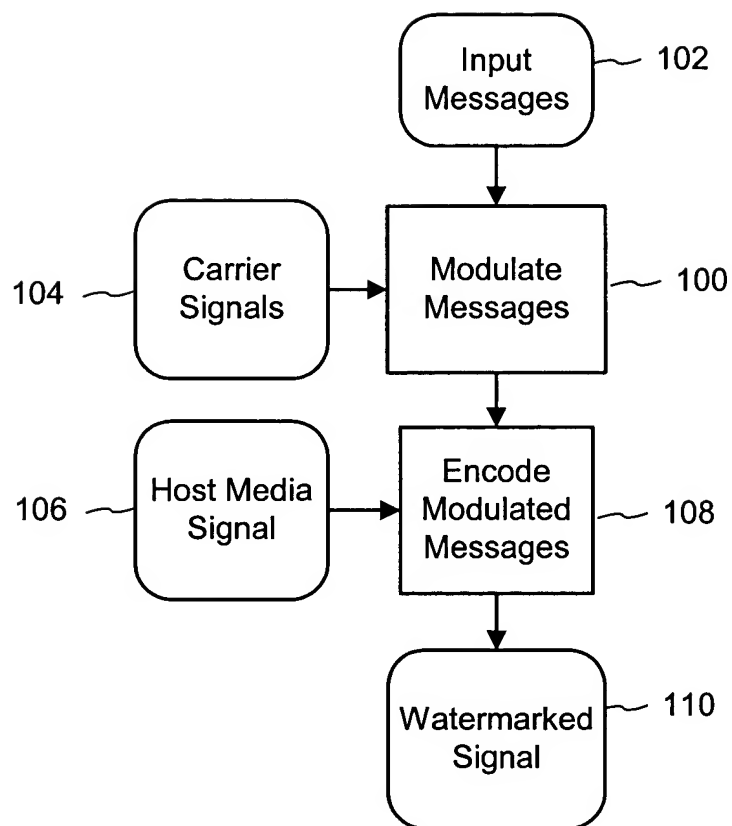 Input
Messages
102
Carrier
Signals
104
Modulate
Messages
100
Host Media
Signal
106
Encode
Modulated
Messages
108
Watermarked
Signal
110